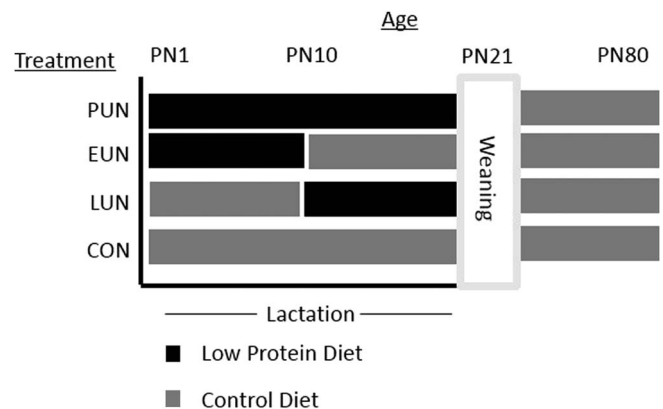 Age
Treatment
PN1 PN10 PN21 PN80
PUN
EUN
LUN
CON
Weaning
Lactation
Low Protein Diet
Control Diet